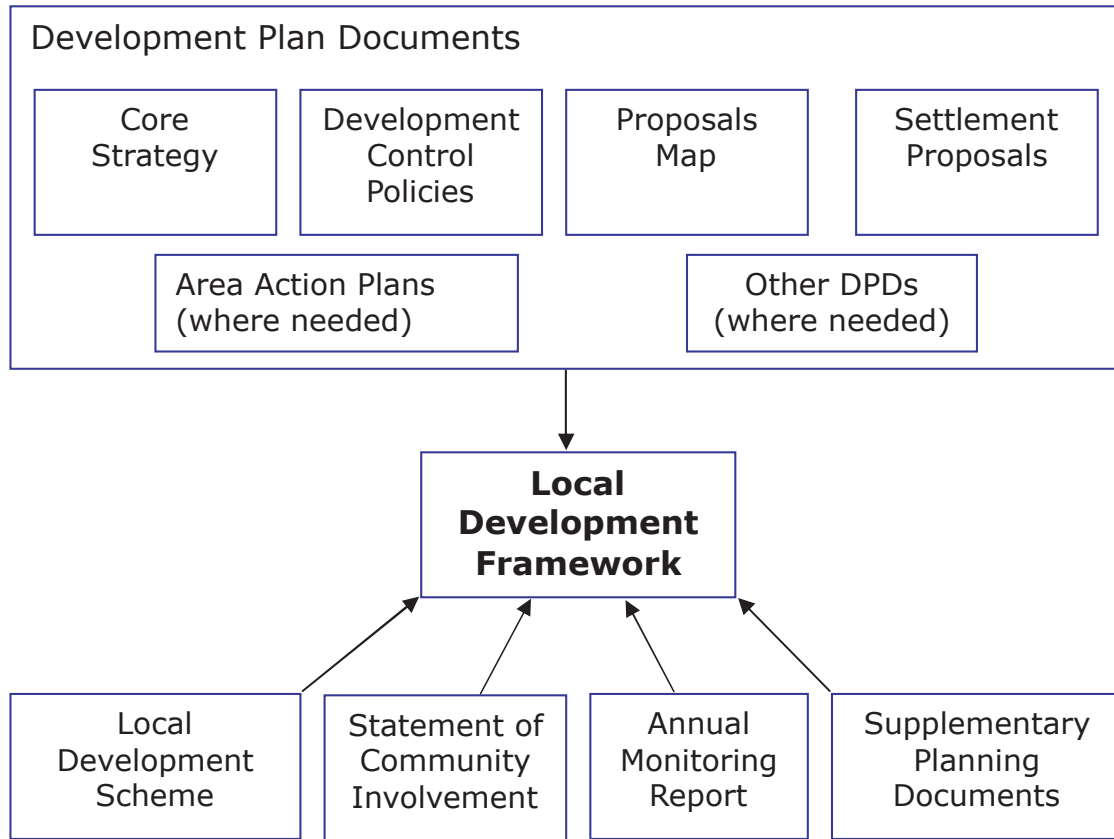 Development Plan Documents
Core
Strategy
Development
Control
Policies
Proposals
Map
Settlement
Proposals
Area Action Plans
(where needed)
Other DPDs
(where needed)
Local
Development
Framework
Local
Development
Scheme
Statement of
Community
Involvement
Annual
Monitoring
Report
Supplementary
Planning
Documents